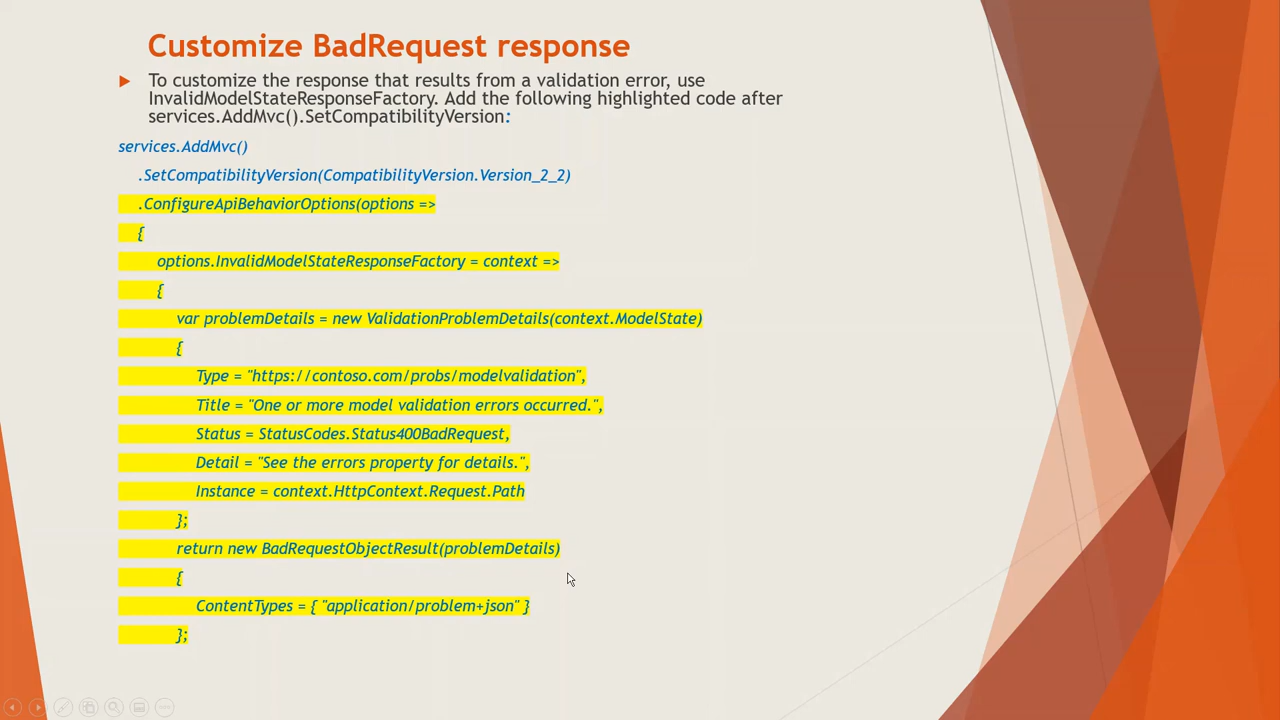 Customize BadRequest response
To customize the response that results from a validation error, use
InvalidModelStateResponseFactory. Add the following highlighted code after
services.AddMvc().SetCompatibilityVersion:
services.AddMvc()
.SetCompatibilityVersion(CompatibilityVersion.Version_2_2)
.ConfigureApiBehaviorOptions(options =>
{
options.InvalidModelStateResponseFactory = context =>
{
var problemDetails = new ValidationProblemDetails(context.ModelState)
{
Type = "https://contoso.com/probs/modelvalidation",
Title = "One or more model validation errors occurred.",
Status = StatusCodes.Status400BadRequest,
Detail = "See the errors property for details.",
Instance = context.HttpContext.Request.Path
};
return new BadRequestObjectResult(problemDetails)
{
ContentTypes = { "application/problem+json" }
};